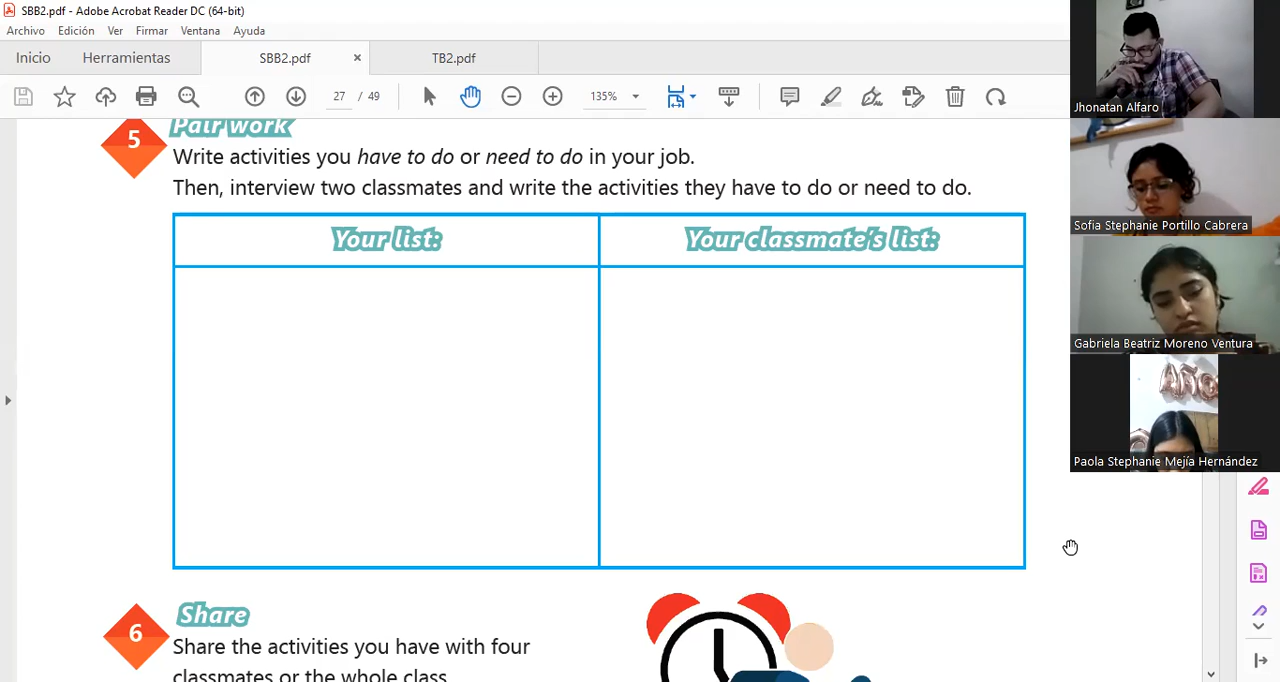 SBB2.pdf - Adobe Acrobat Reader DC (64-bit)
Archivo Edición Ver Firmar Ventana Ayuda
Inicio Herramientas SBB2.pdf × TB2.pdf
27 / 49 135%
5 Pair work
Write activities you have to do or need to do in your job.
Then, interview two classmates and write the activities they have to do or need to do.
Your list: Your classmate's list:
6 Share
Share the activities you have with four
classmates or the whole class
Jhonatan Alfaro
Sofia Stephanie Portillo Cabrera
Gabriela Beatriz Moreno Ventura
AÑO
Paola Stephanie Mejía Hernández